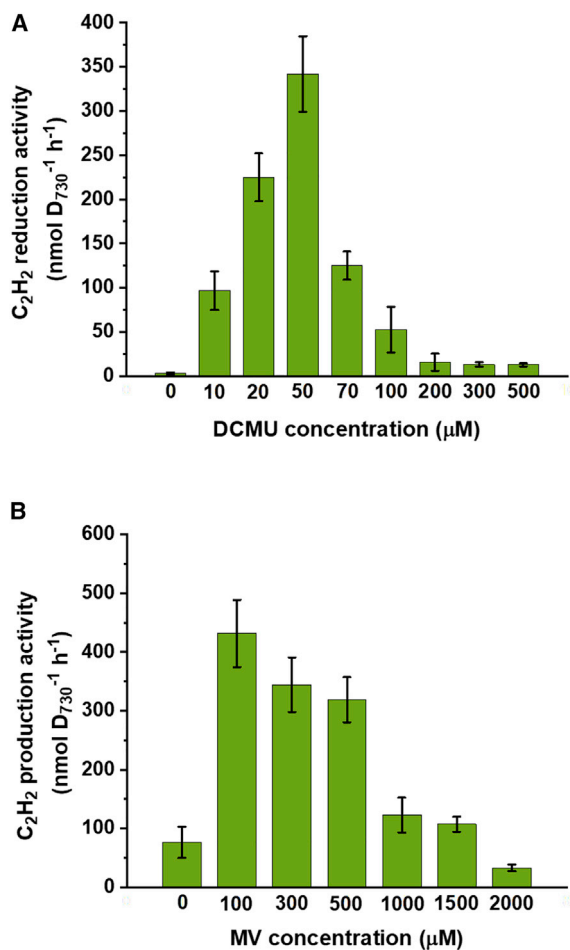 A
C₂H₂ reduction activity
(nmol D₇₃₀⁻¹ h⁻¹)
400
350
300
250
200
150
100
50
0
0 10 20 50 70 100 200 300 500
DCMU concentration (μM)
B
C₂H₂ production activity
(nmol D₇₃₀⁻¹ h⁻¹)
600
500
400
300
200
100
0
0 100 300 500 1000 1500 2000
MV concentration (μM)